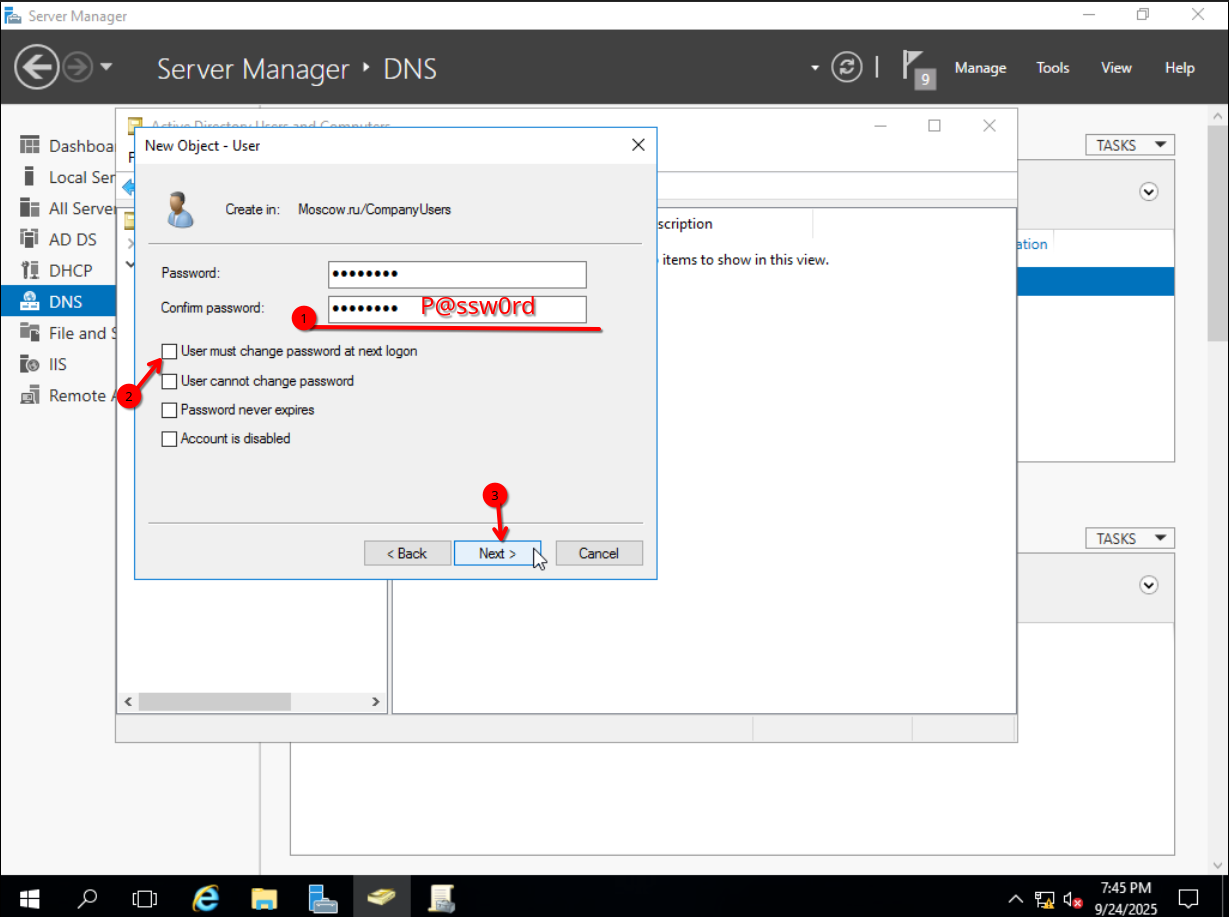 Server Manager
Server Manager ‣ DNS
9
Manage
Tools
View
Help
Active Directory Users and Computers
F
New Object - User
Create in:
Moscow.ru/CompanyUsers
Password:
●●●●●●●●
Confirm password:
●●●●●●●●
P@ssw0rd
1
User must change password at next logon
2
User cannot change password
Password never expires
Account is disabled
3
< Back
Next >
Cancel
Dashboa
Local Ser
All Server
AD DS
DHCP
DNS
File and S
IIS
Remote A
scription
items to show in this view.
TASKS
ation
TASKS
7:45 PM
9/24/2025